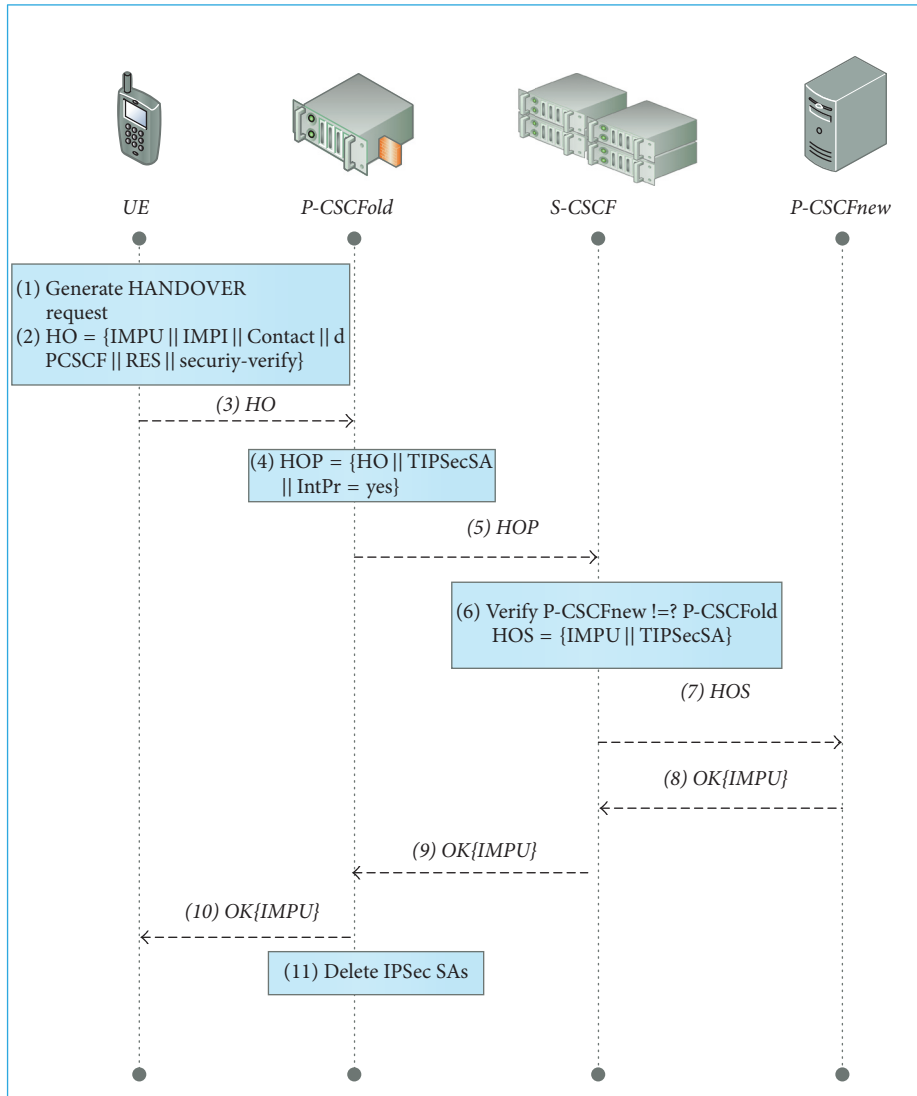 UE
P-CSCFold
S-CSCF
P-CSCFnew
(1) Generate HANDOVER
request
(2) HO = {IMPU || IMPI || Contact || d
PCSCF || RES || securiy-verify}
(3) HO
(4) HOP = {HO || TIPSecSA
|| IntPr = yes}
(5) HOP
(6) Verify P-CSCFnew !=? P-CSCFold
HOS = {IMPU || TIPSecSA}
(7) HOS
(8) OK{IMPU}
(9) OK{IMPU}
(10) OK{IMPU}
(11) Delete IPSec SAs